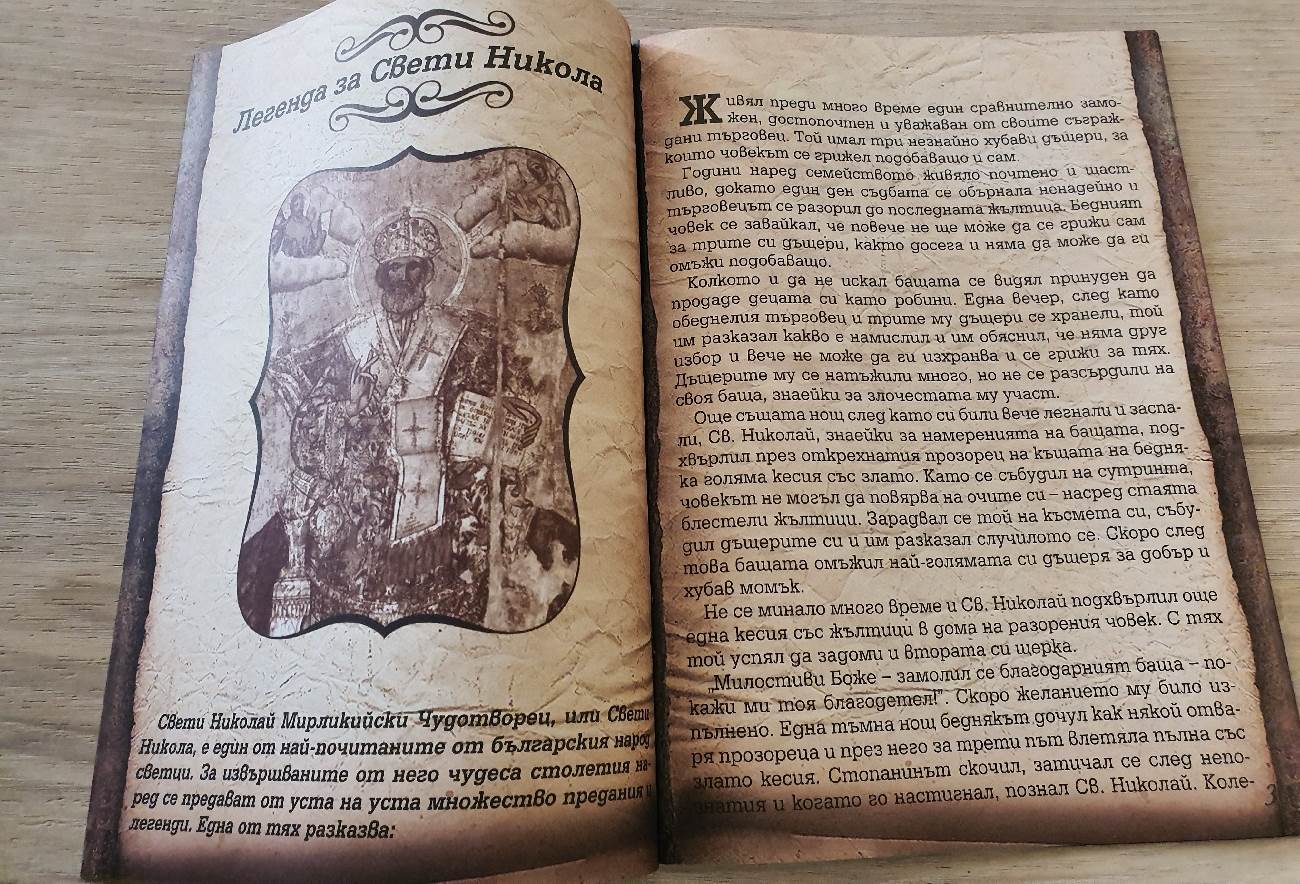 Легенда за Свети Никола
Свети Николай Мирликийски Чудотворец, или Свети
Никола, е един от най-почитаните от българския народ
светци. За извършваните от него чудеса столетия на-
ред се предават от уста на уста множество предания и
легенди. Една от тях разказва:
Живял преди много време един сравнително замо-
жен, достопочтен и уважаван от своите съграж-
дани търговец. Той имал три незнайно хубави дъщери, за
които човекът се грижел подобаващо и сам.
Години наред семейството живяло почтено и щаст-
ливо, докато един ден съдбата се обърнала ненадейно и
търговецът се разорил до последната жълтица. Бедният
човек се завайкал, че повече не ще може да се грижи сам
за трите си дъщери, както досега и няма да може да ги
омъжи подобаващо.
Колкото и да не искал бащата се видял принуден да
продаде децата си като робини. Една вечер, след като
обеднелия търговец и трите му дъщери се хранели, той
им разказал какво е намислил и им обяснил, че няма друг
избор и вече не може да ги изхранва и се грижи за тях.
Дъщерите му се натъжили много, но не се разсърдили на
своя баща, знаейки за злочестата му участ.
Още същата нощ след като си били вече легнали и заспа-
ли, Св. Николай, знаейки за намеренията на бащата, под-
хвърлил през открехнатия прозорец на къщата на бедня-
ка голяма кесия със злато. Като се събудил на сутринта,
човекът не могъл да повярва на очите си – насред стаята
блестели жълтици. Зарадвал се той на късмета си, събу-
дил дъщерите си и им разказал случилото се. Скоро след
това бащата омъжил най-голямата си дъщеря за добър и
хубав момък.
Не се минало много време и Св. Николай подхвърлил още
една кесия със жълтици в дома на разорения човек. С тях
той успял да задоми и втората си щерка.
„Милостиви Боже – замолил се благодарният баща – по-
кажи ми тоя благодетел!". Скоро желанието му било из-
пълнено. Една тъмна нощ беднякът дочул как някой отва-
ря прозореца и през него за трети път влетяла пълна със
злато кесия. Стопанинът скочил, затичал се след непо-
знатия и когато го настигнал, познал Св. Николай. Коле-
3